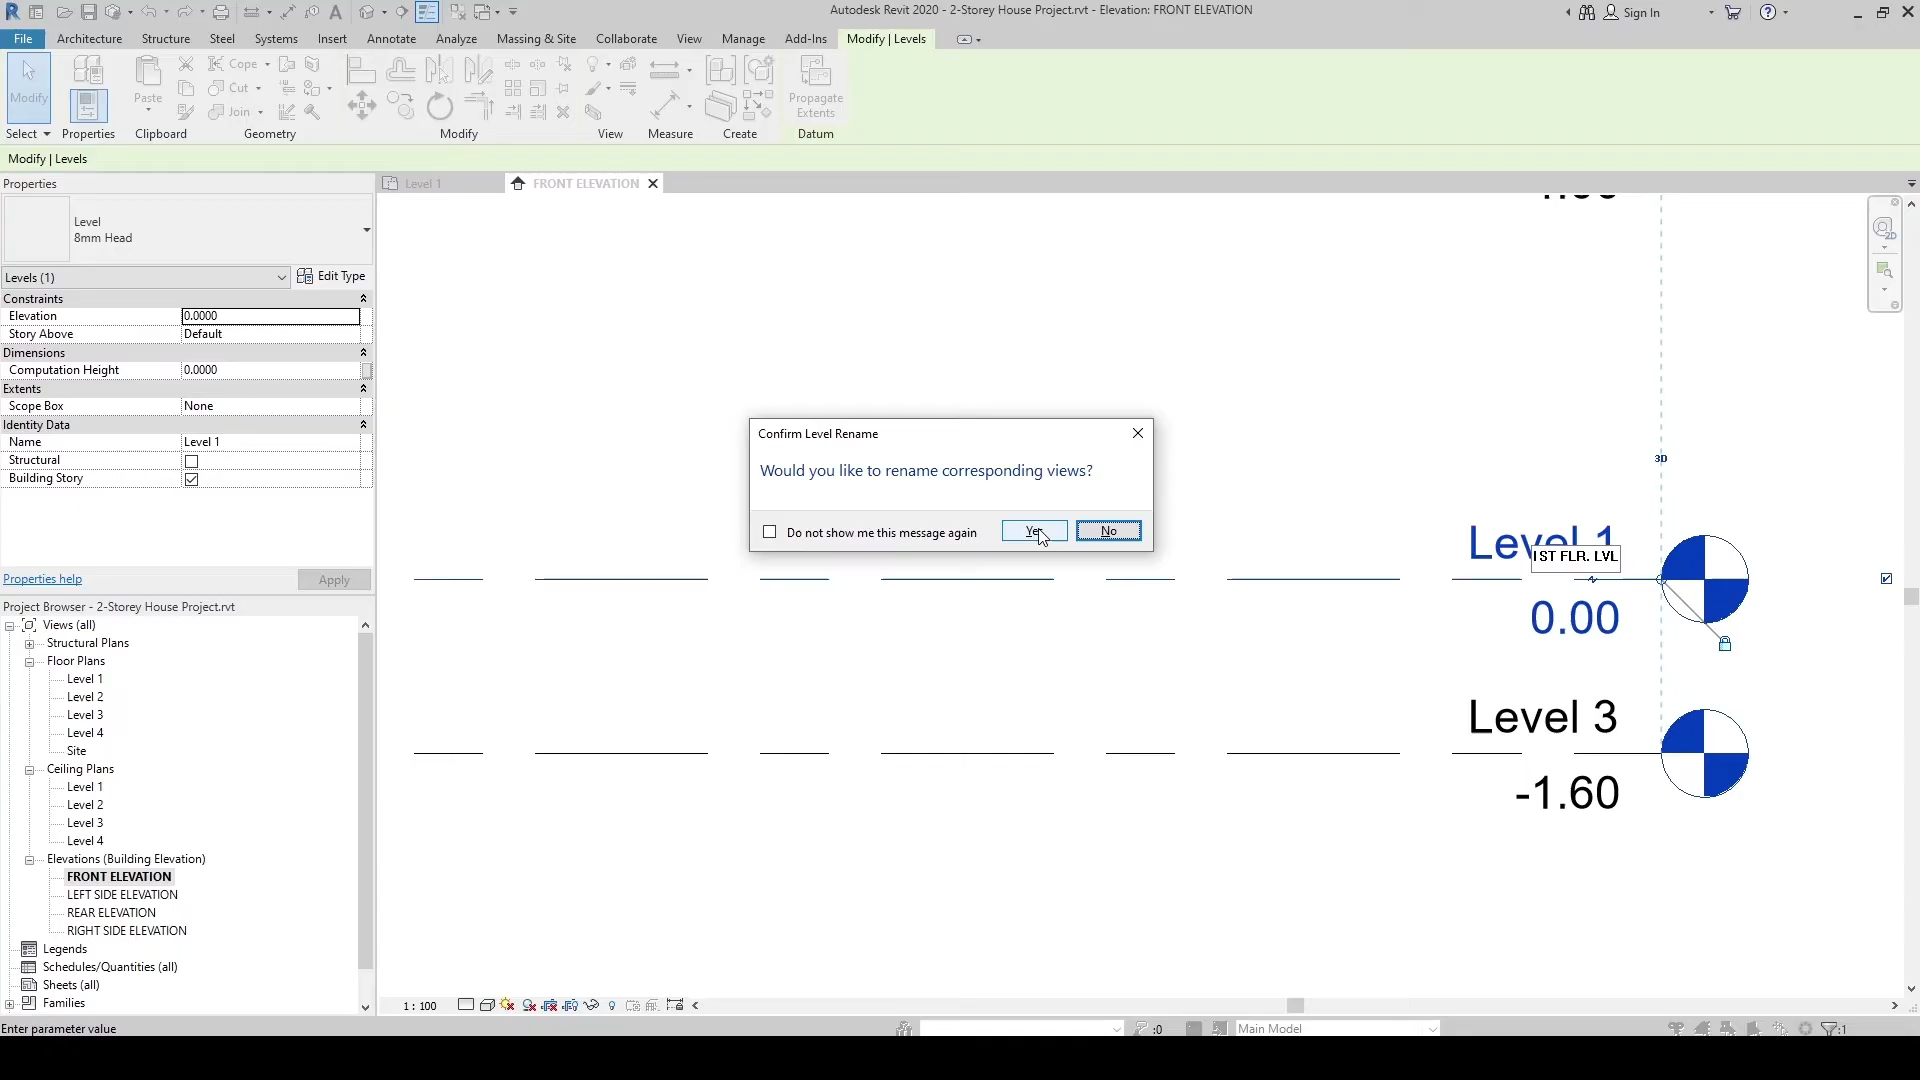 Autodesk Revit 2020 - 2-Storey House Project.rvt - Elevation: FRONT ELEVATION
Sign In
File Architecture Structure Steel Systems Insert Annotate Analyze Massing & Site Collaborate View Manage Add-Ins Modify | Levels
Modify
Paste
Cope
Cut
Join
Propagate
Extents
Select Properties Clipboard Geometry Modify View Measure Create Datum
Modify | Levels
Properties
Level 1
FRONT ELEVATION
Level
8mm Head
Levels (1)
Edit Type
Constraints
Elevation 0.0000
Story Above Default
Dimensions
Computation Height 0.0000
Extents
Scope Box None
Identity Data
Name Level 1
Structural
Building Story
Properties help
Apply
Project Browser - 2-Storey House Project.rvt
Views (all)
Structural Plans
Floor Plans
Level 1
Level 2
Level 3
Level 4
Site
Ceiling Plans
Level 1
Level 2
Level 3
Level 4
Elevations (Building Elevation)
FRONT ELEVATION
LEFT SIDE ELEVATION
REAR ELEVATION
RIGHT SIDE ELEVATION
Legends
Schedules/Quantities (all)
Sheets (all)
Families
Confirm Level Rename
Would you like to rename corresponding views?
Do not show me this message again
Yes
No
2D
3D
Level 1
1ST FLR. LVL
0.00
Level 3
-1.60
1 : 100
Enter parameter value
:0
Main Model
:1